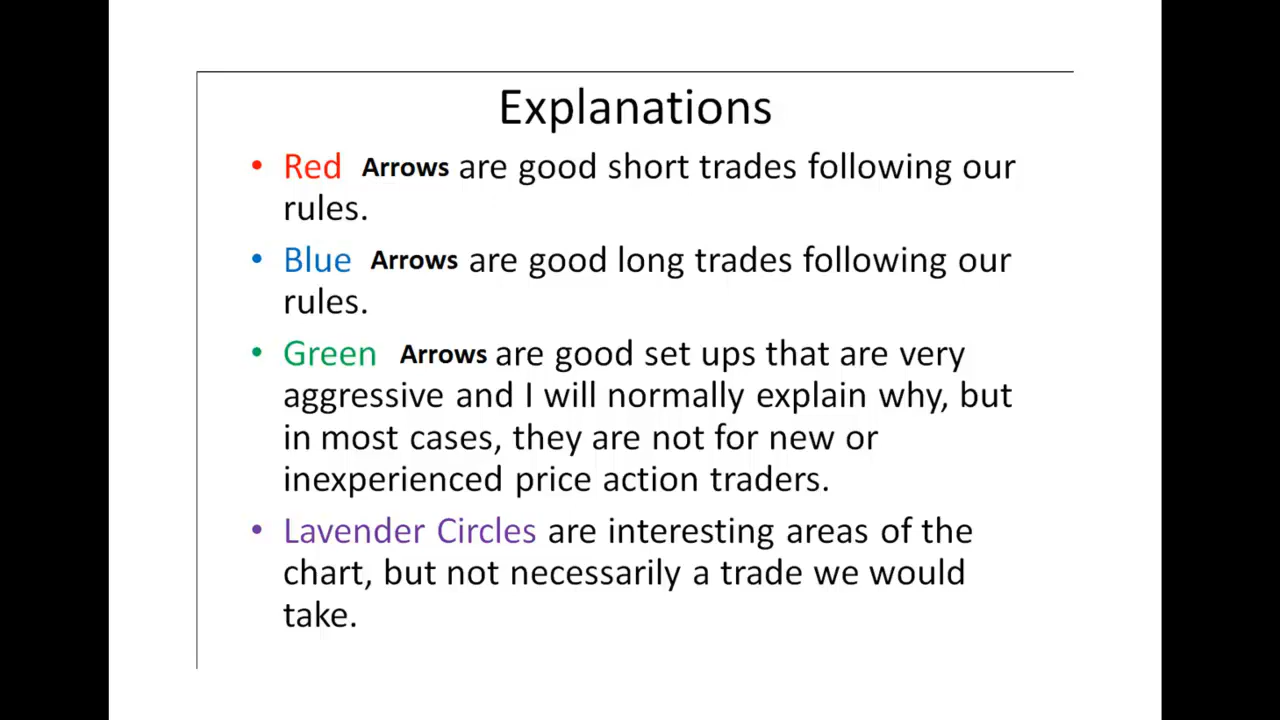 Explanations
• Red Arrows are good short trades following our
rules.
• Blue Arrows are good long trades following our
rules.
• Green Arrows are good set ups that are very
aggressive and I will normally explain why, but
in most cases, they are not for new or
inexperienced price action traders.
• Lavender Circles are interesting areas of the
chart, but not necessarily a trade we would
take.